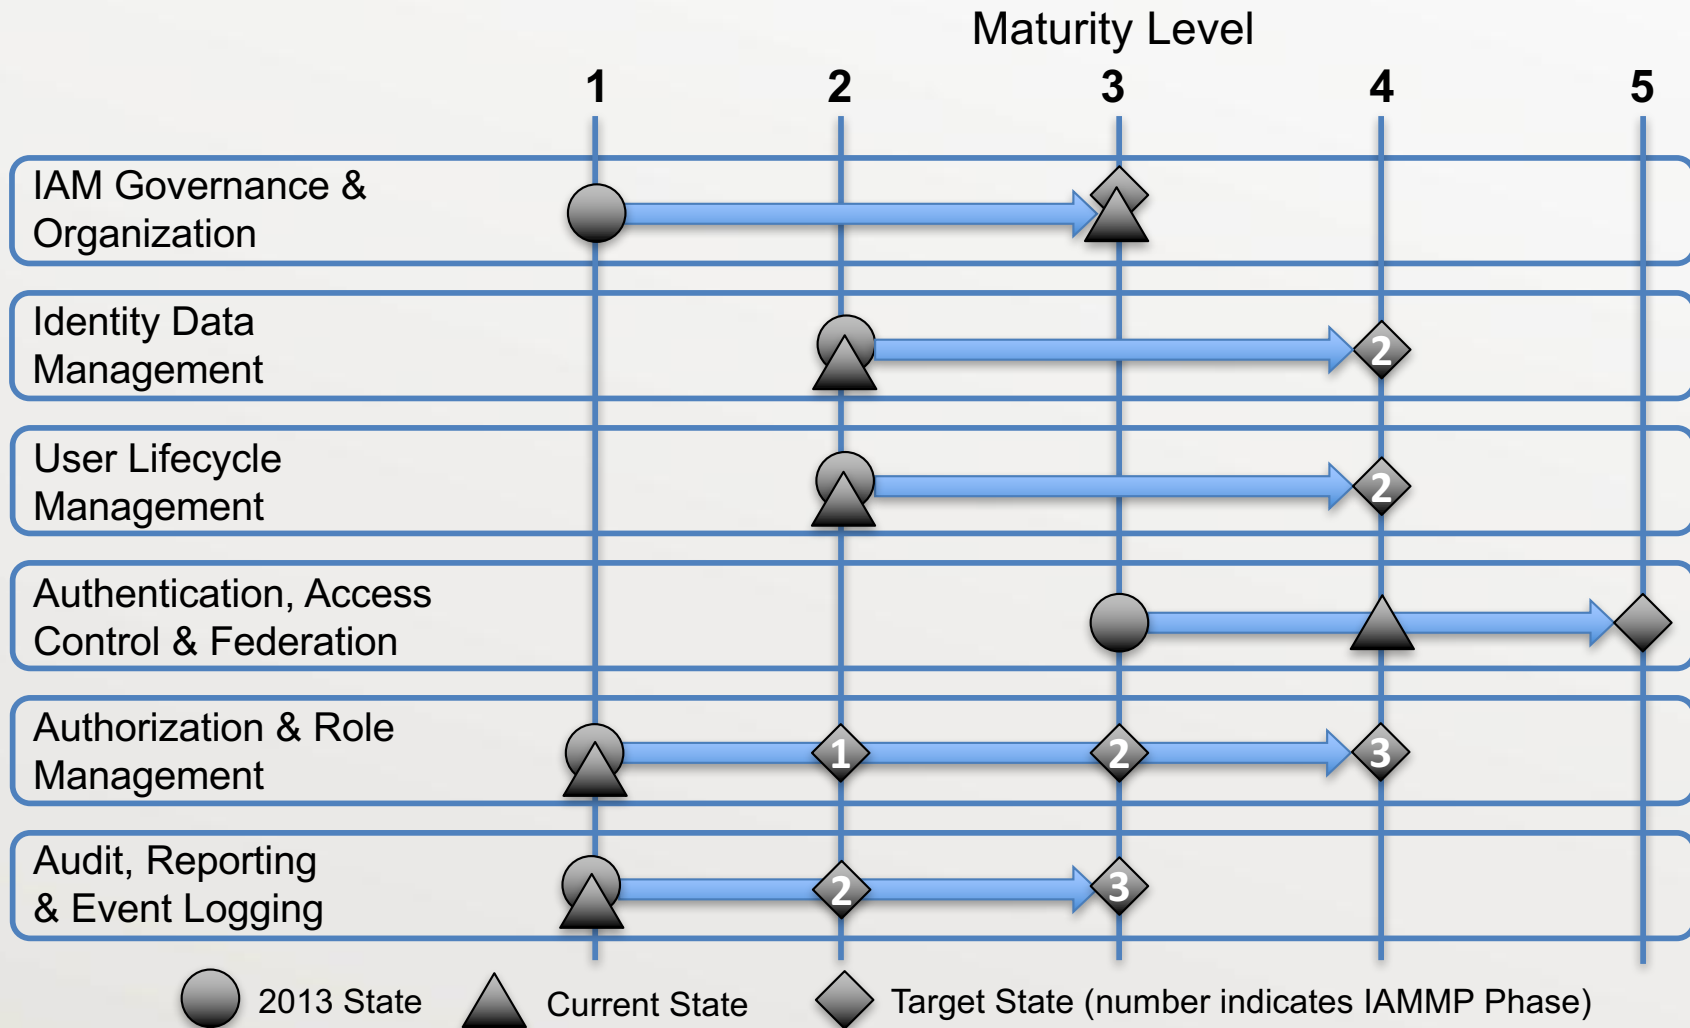 Maturity Level
1 2 3 4 5
IAM Governance &
Organization
Identity Data
Management
2
User Lifecycle
Management
2
Authentication, Access
Control & Federation
Authorization & Role
Management
1 2 3
Audit, Reporting
& Event Logging
2 3
2013 State Current State Target State (number indicates IAMMP Phase)